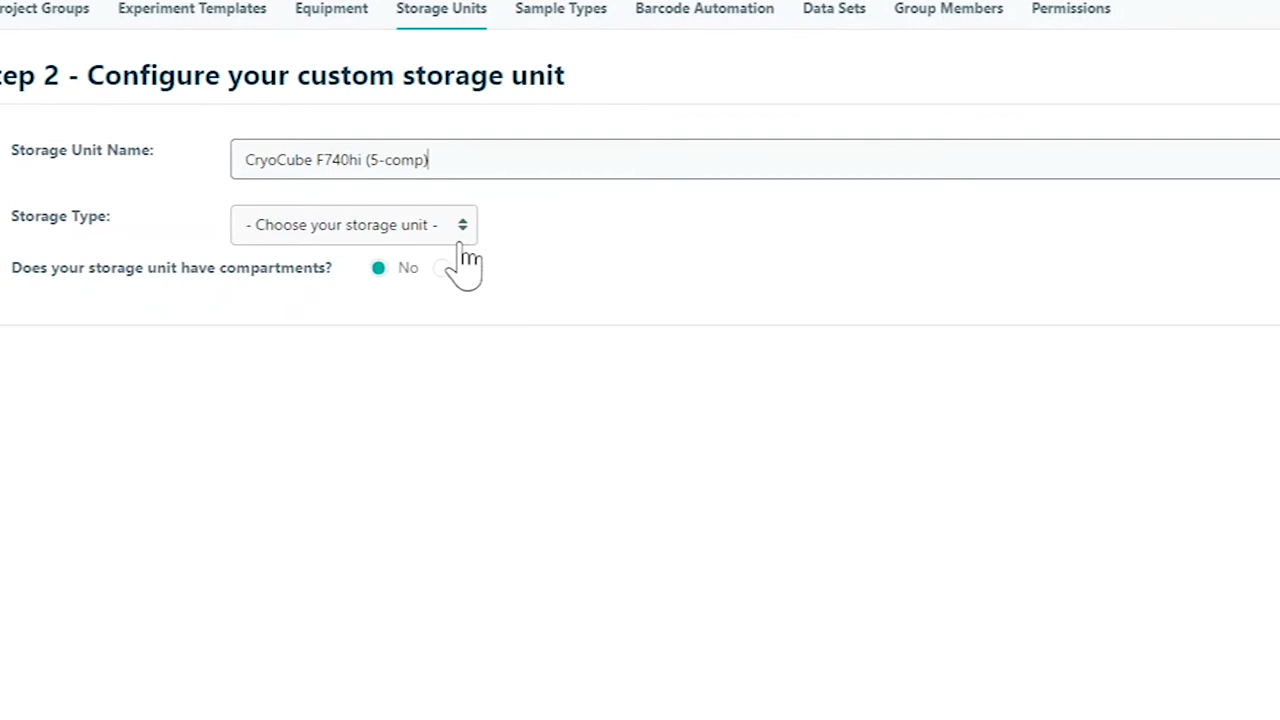 roject Groups Experiment Templates Equipment Storage Units Sample Types Barcode Automation Data Sets Group Members Permissions
tep 2 - Configure your custom storage unit
Storage Unit Name: CryoCube F740hi (5-comp)
Storage Type: - Choose your storage unit -
Does your storage unit have compartments? No